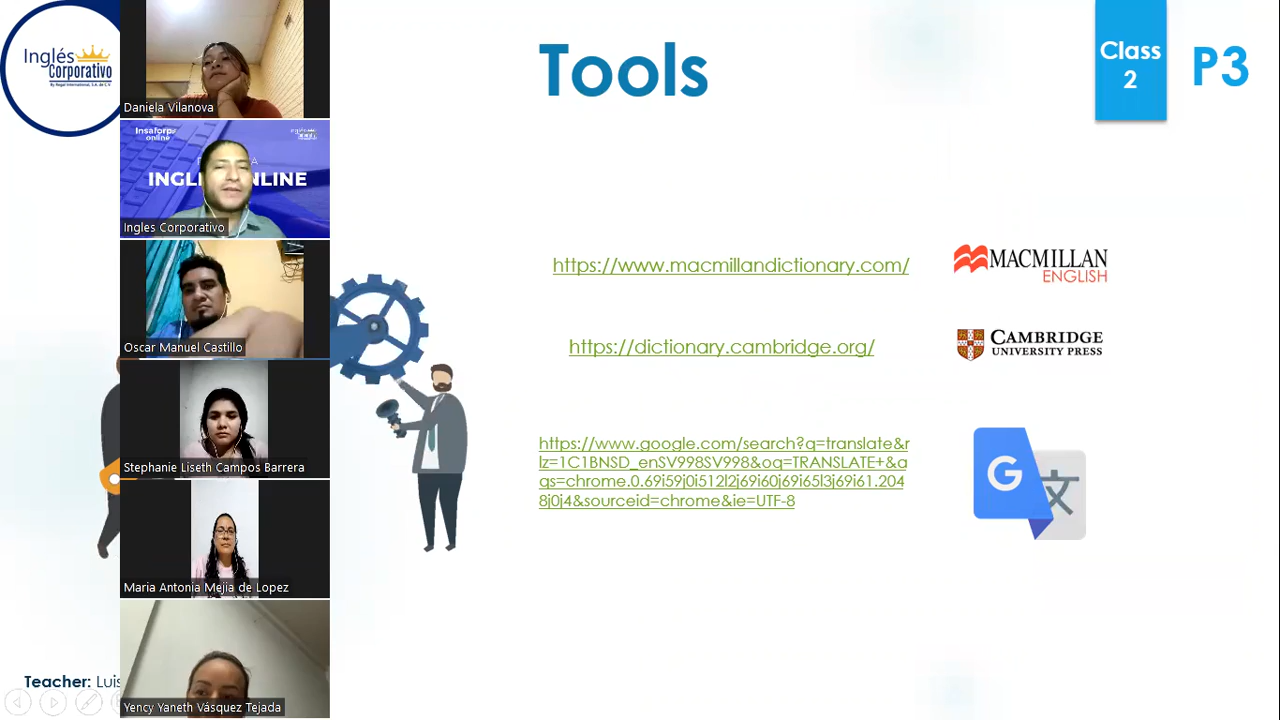 Inglés
Corporativo
By Regal International, S.A. de C.V.
Tools
Class
2
P3
Daniela Vilanova
Insaforp
online
INGL
NLINE
Ingles Corporativo
Oscar Manuel Castillo
Stephanie Liseth Campos Barrera
Maria Antonia Mejia de Lopez
Yency Yaneth Vásquez Tejada
https://www.macmillandictionary.com/
MACMILLAN
ENGLISH
https://dictionary.cambridge.org/
CAMBRIDGE
UNIVERSITY PRESS
https://www.google.com/search?q=translate&r
lz=1C1BNSD_enSV998SV998&oq=TRANSLATE+&a
qs=chrome.0.69i59j0i512l2j69i60j69i65l3j69i61.204
8j0j4&sourceid=chrome&ie=UTF-8
G
文
Teacher: Luis